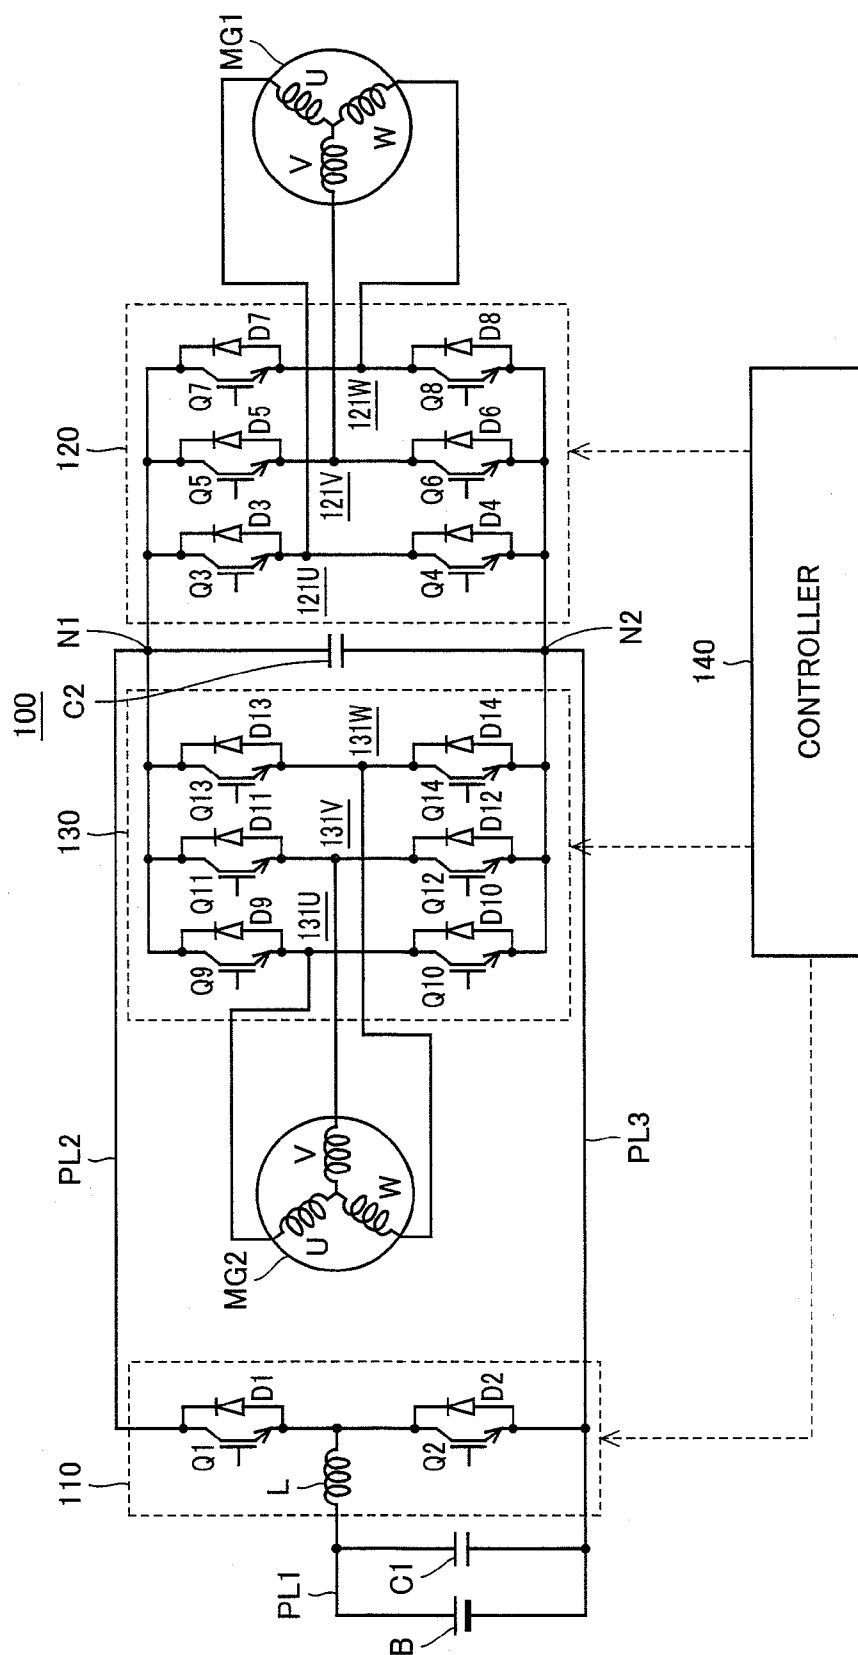 100
110
PL1
B
C1
L
Q1
D1
Q2
D2
PL2
PL3
MG2
U
V
W
130
Q9
D9
Q11
D11
Q13
D13
131U
131V
131W
Q10
D10
Q12
D12
Q14
D14
C2
N1
N2
120
Q3
D3
Q5
D5
Q7
D7
121U
121V
121W
Q4
D4
Q6
D6
Q8
D8
MG1
U
V
W
140
CONTROLLER